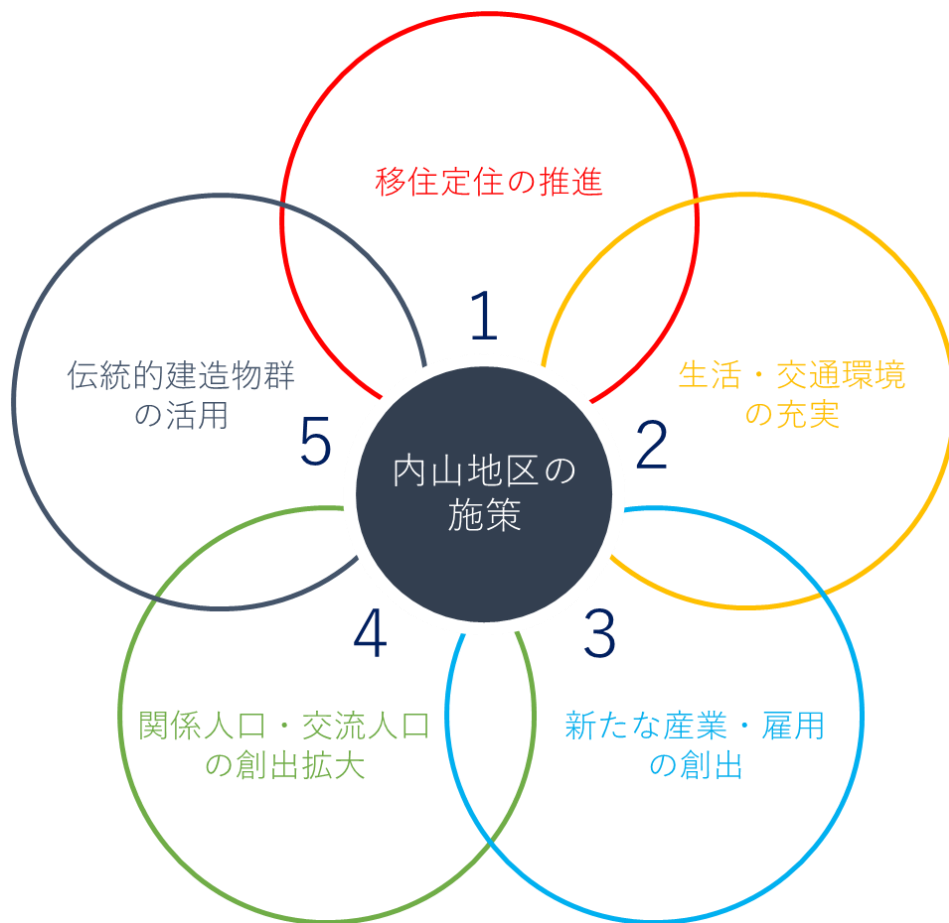 移住定住の推進
1
生活・交通環境
の充実
2
新たな産業・雇用
の創出
3
関係人口・交流人口
の創出拡大
4
伝統的建造物群
の活用
5
内山地区の
施策